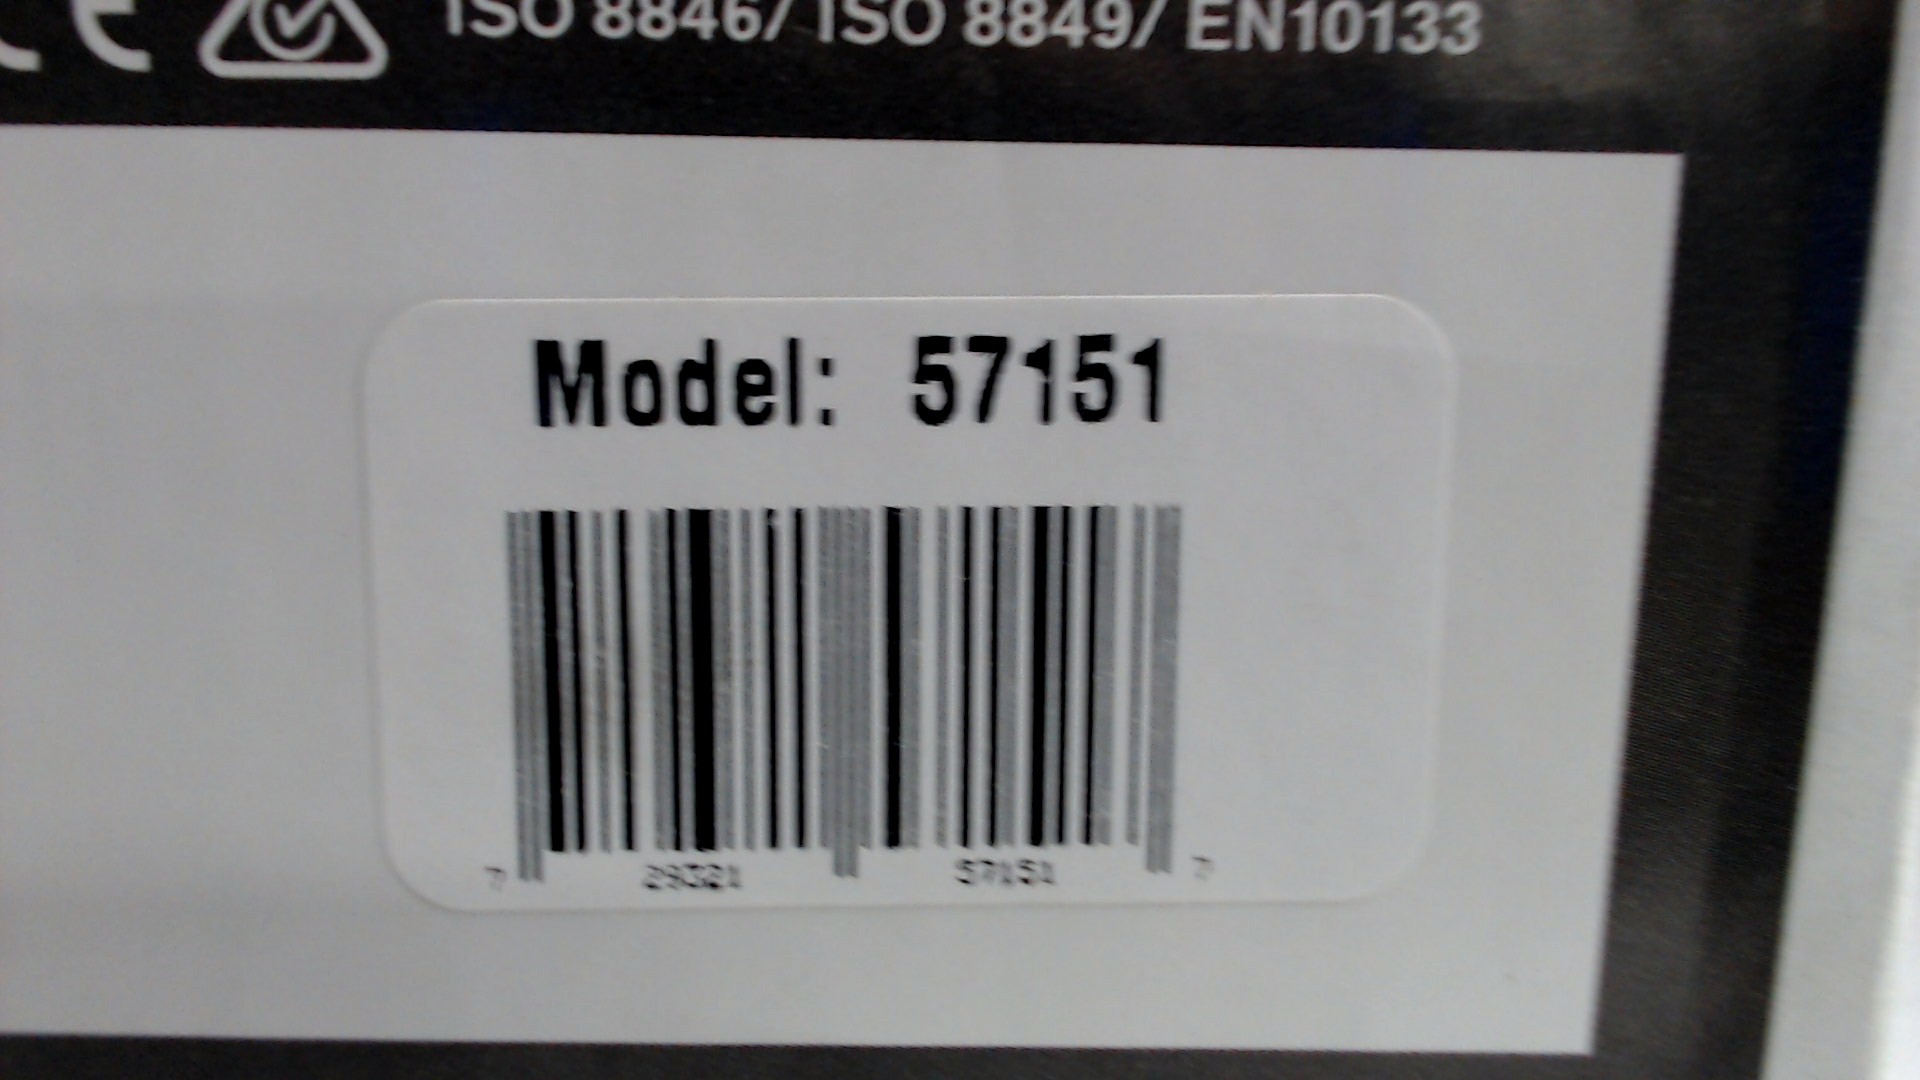 ISO 8846/ ISO 8849/ EN10133
Model: 57151
7 29321 57151 7